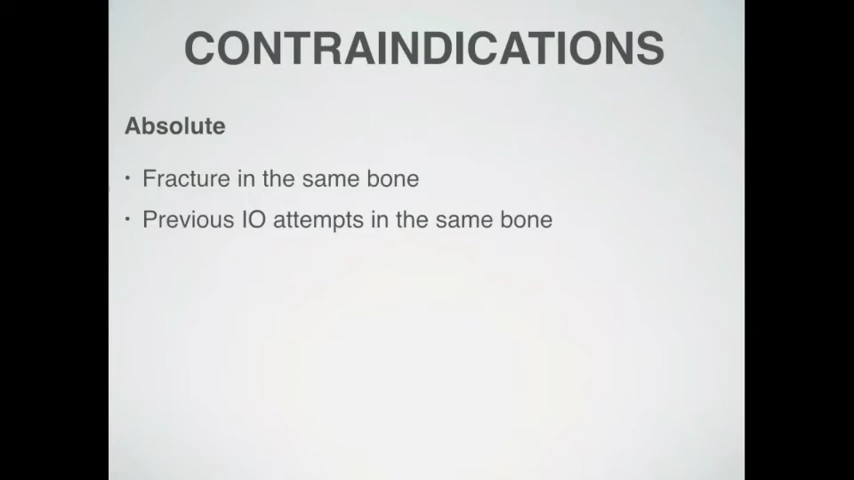 CONTRAINDICATIONS
Absolute
• Fracture in the same bone
• Previous IO attempts in the same bone